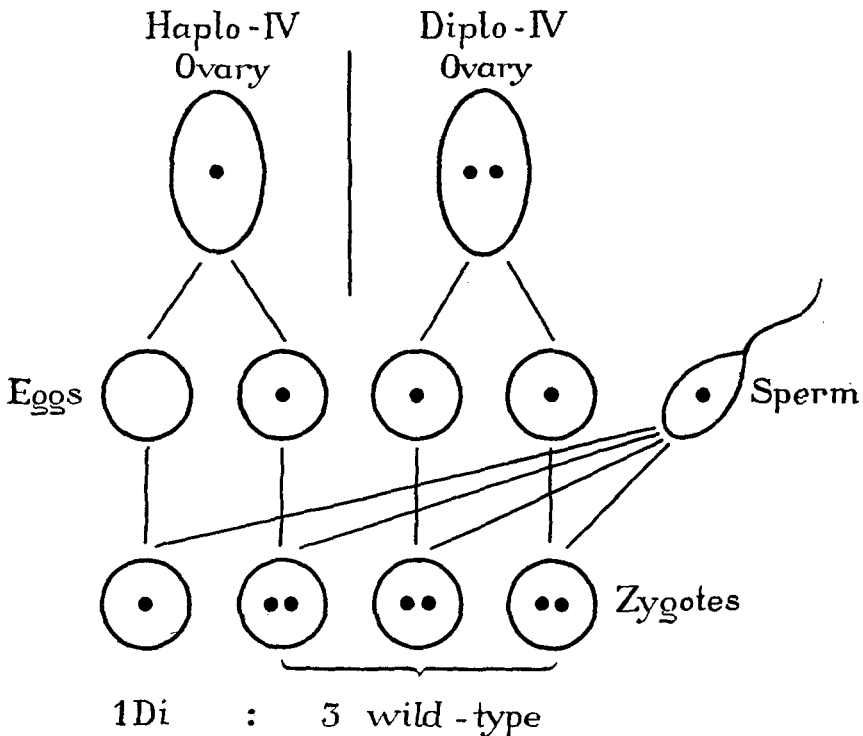 Haplo-IV
Ovary
Diplo-IV
Ovary
Eggs
Sperm
Zygotes
1Di : 3 wild-type